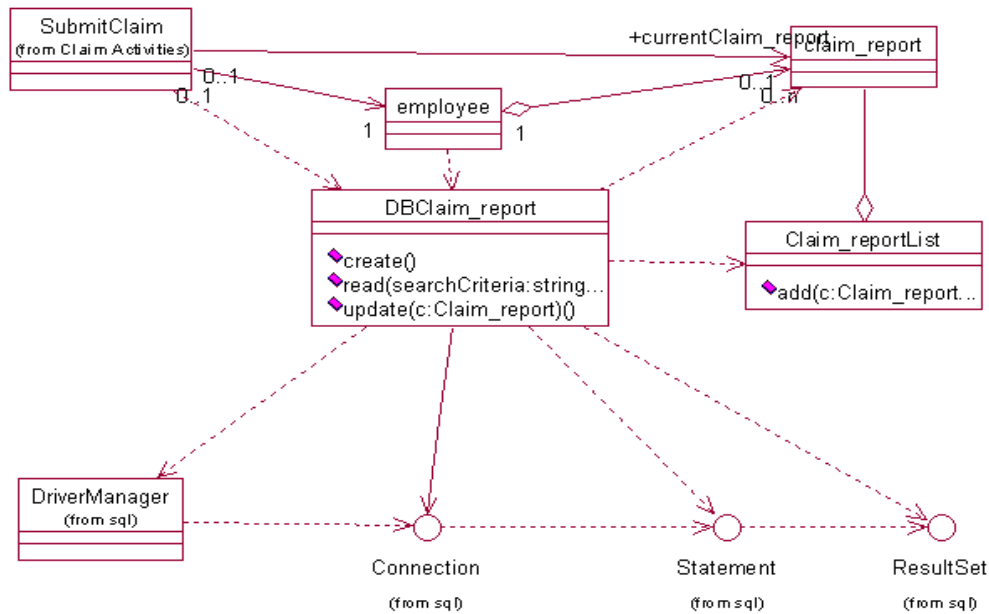 SubmitClaim
(from Claim Activities)
+currentClaim_report
claim_report
0..1
0..1
employee
1
1
0..1
0..n
DBClaim_report
create()
read(searchCriteria:string...
update(c:Claim_report)()
Claim_reportList
add(c:Claim_report...
DriverManager
(from sql)
Connection
(from sql)
Statement
(from sql)
ResultSet
(from sql)